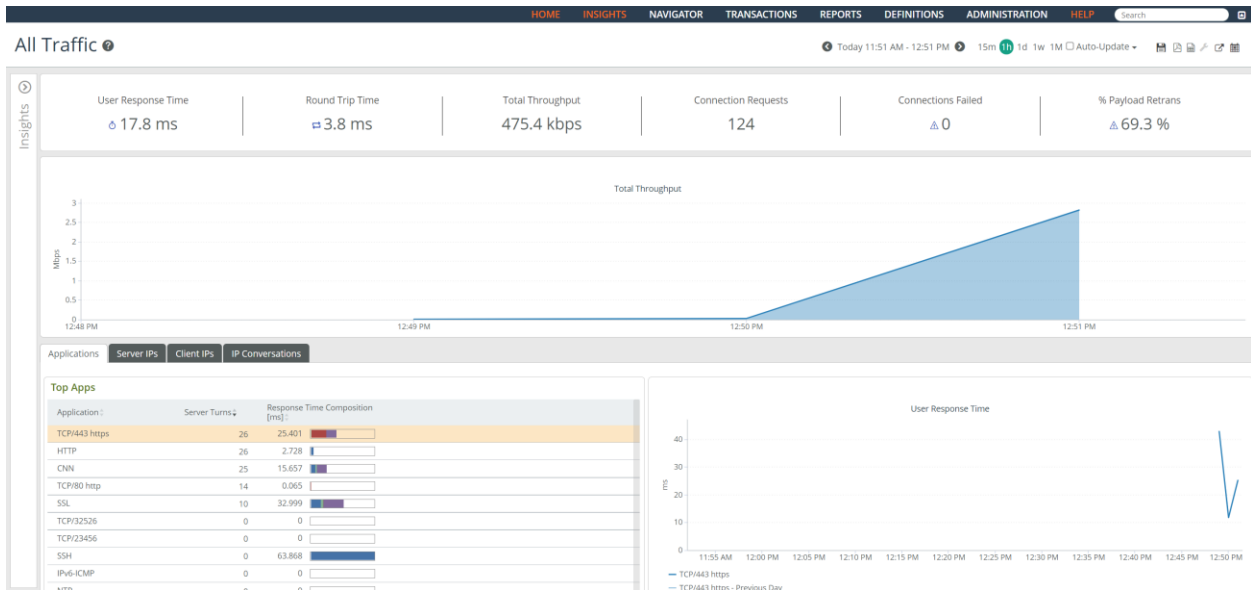 HOME INSIGHTS NAVIGATOR TRANSACTIONS REPORTS DEFINITIONS ADMINISTRATION HELP Search
All Traffic
Today 11:51 AM - 12:51 PM 15m 1h 1d 1w 1M Auto-Update
Insights
User Response Time Round Trip Time Total Throughput Connection Requests Connections Failed % Payload Retrans
17.8 ms 3.8 ms 475.4 kbps 124 0 69.3 %
Total Throughput
Mbps
3
2.5
2
1.5
1
0.5
0
12:48 PM 12:49 PM 12:50 PM 12:51 PM
Applications Server IPs Client IPs IP Conversations
Top Apps
Application Server Turns Response Time Composition
[ms]
TCP/443 https 26 25.401
HTTP 26 2.728
CNN 25 15.657
TCP/80 http 14 0.065
SSL 10 32.999
TCP/32526 0 0
TCP/23456 0 0
SSH 0 63.868
IPv6-ICMP 0 0
NTP 0 0
User Response Time
ms
40
30
20
10
0
11:55 AM 12:00 PM 12:05 PM 12:10 PM 12:15 PM 12:20 PM 12:25 PM 12:30 PM 12:35 PM 12:40 PM 12:45 PM 12:50 PM
TCP/443 https
TCP/443 https - Previous Day